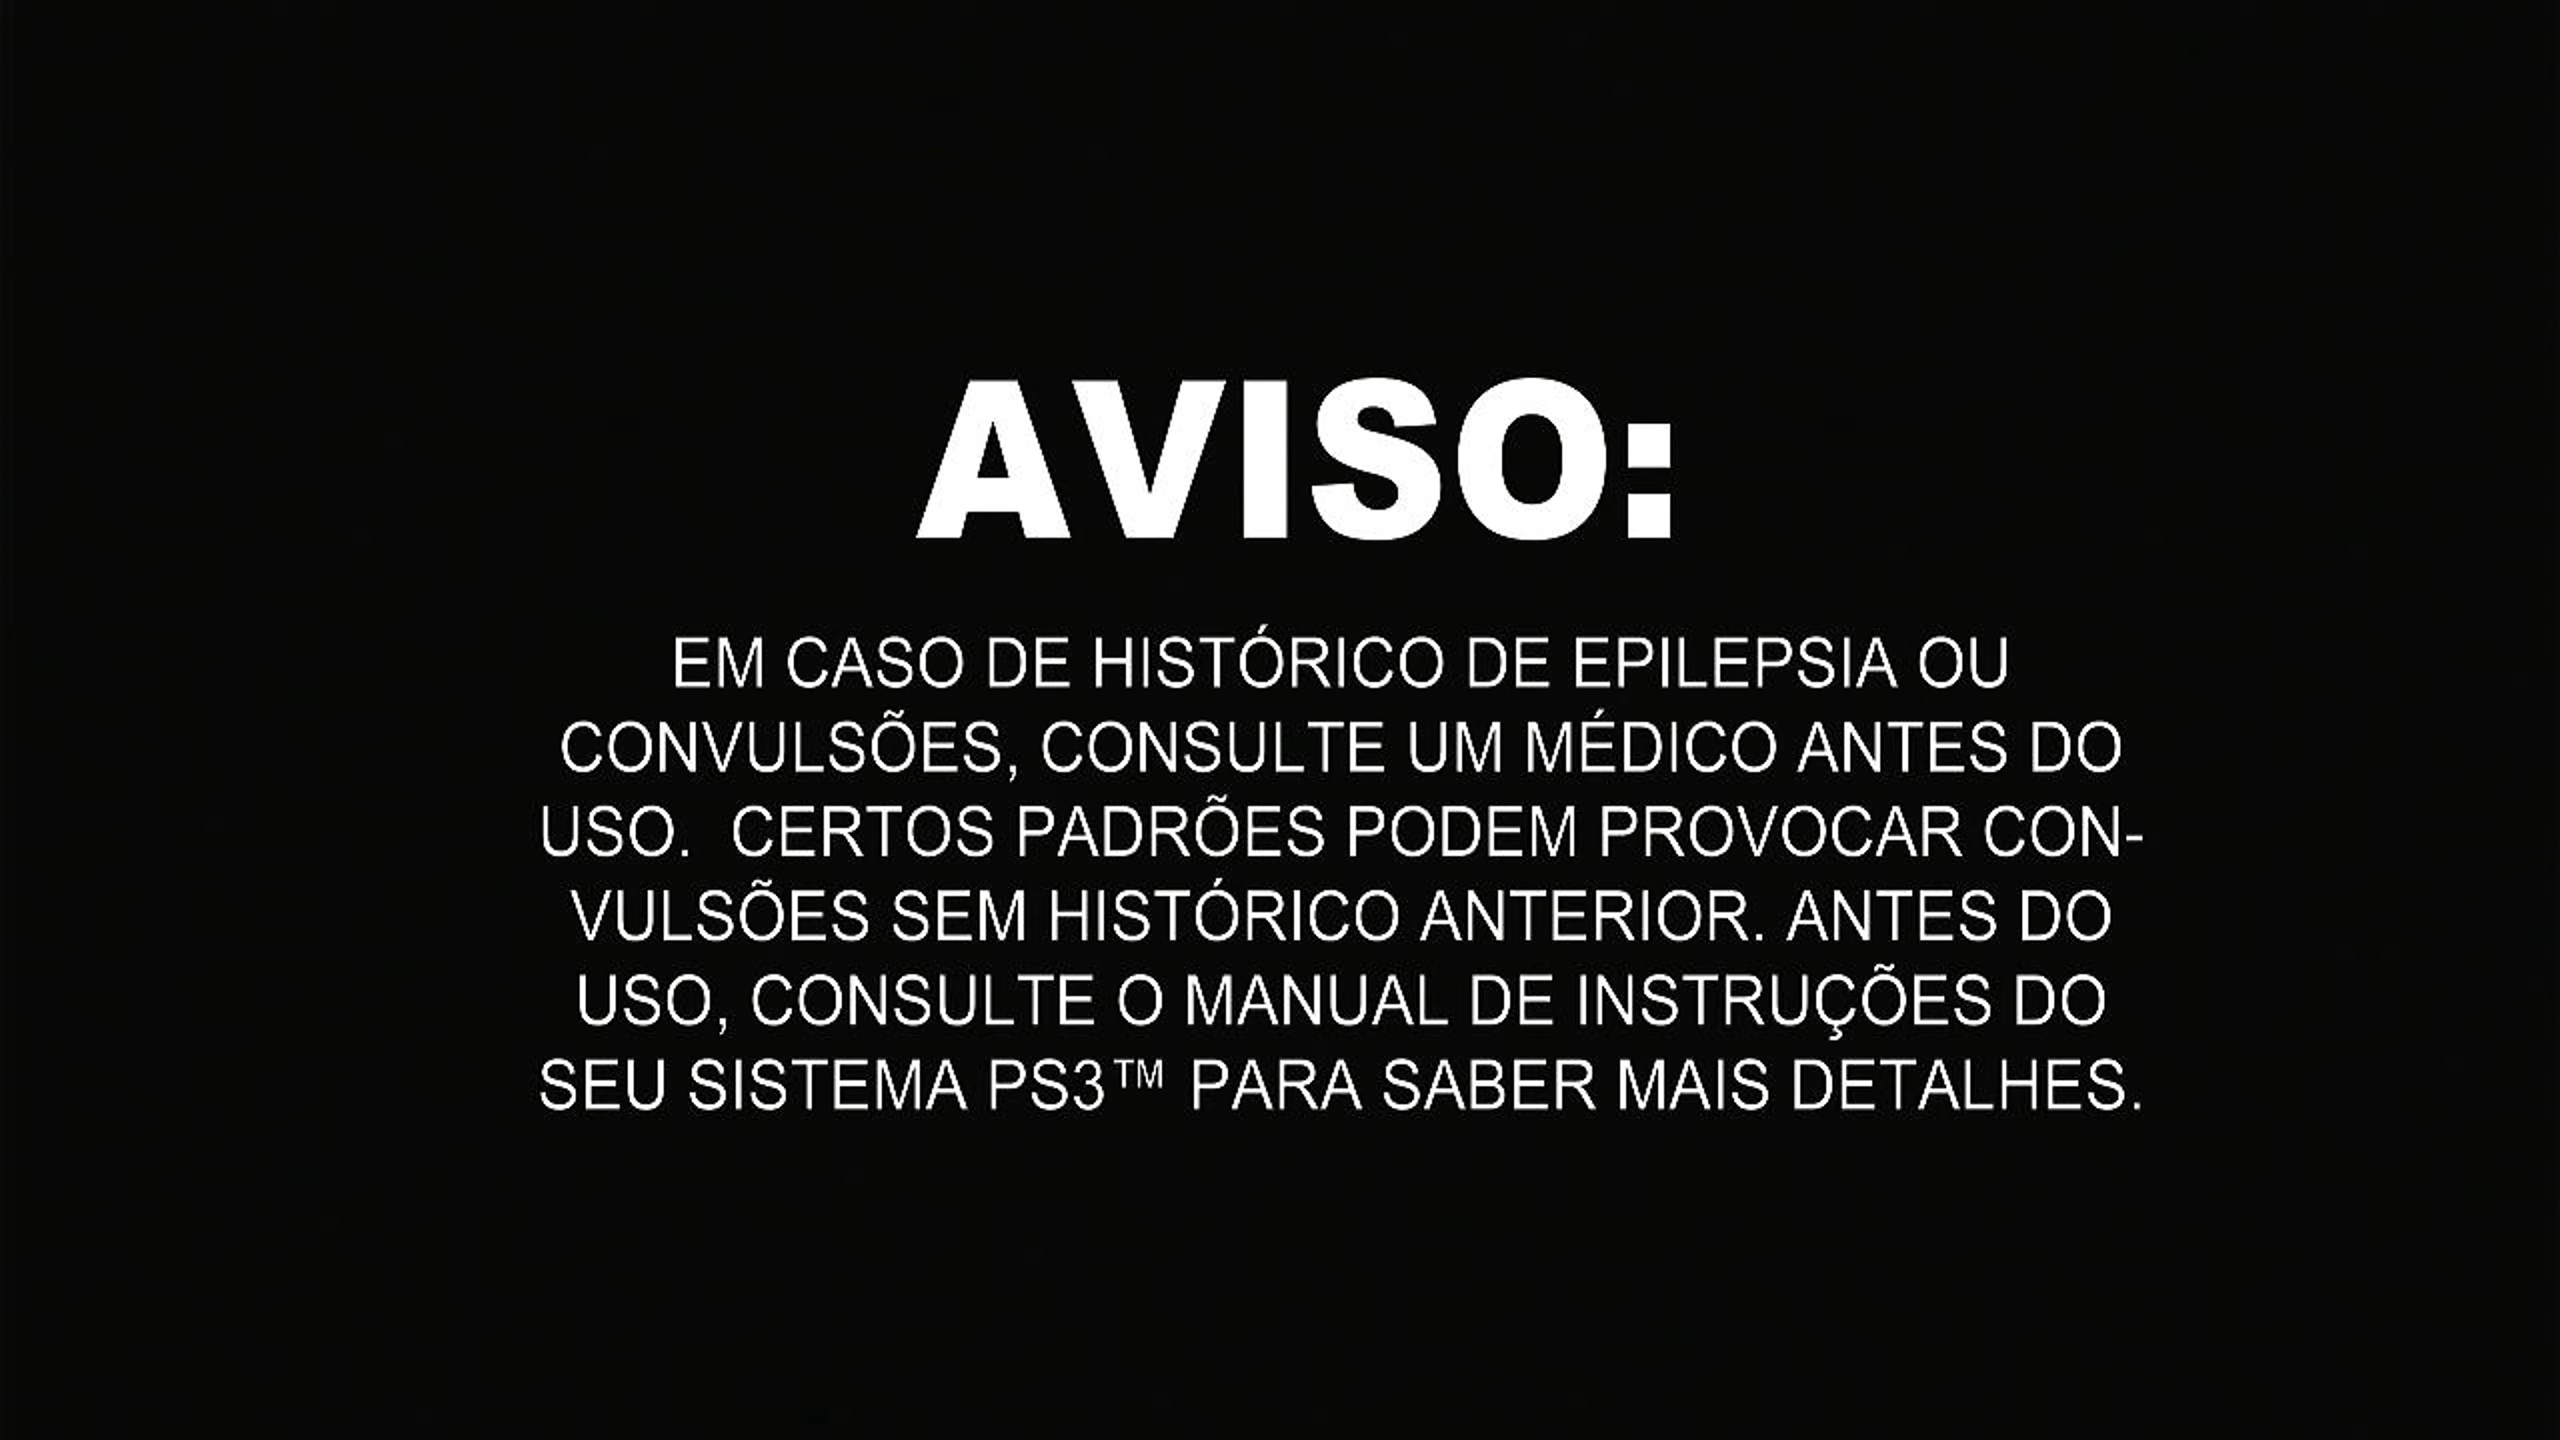 AVISO:
EM CASO DE HISTÓRICO DE EPILEPSIA OU
CONVULSÕES, CONSULTE UM MÉDICO ANTES DO
USO.  CERTOS PADRÕES PODEM PROVOCAR CON-
VULSÕES SEM HISTÓRICO ANTERIOR. ANTES DO
USO, CONSULTE O MANUAL DE INSTRUÇÕES DO
SEU SISTEMA PS3™ PARA SABER MAIS DETALHES.